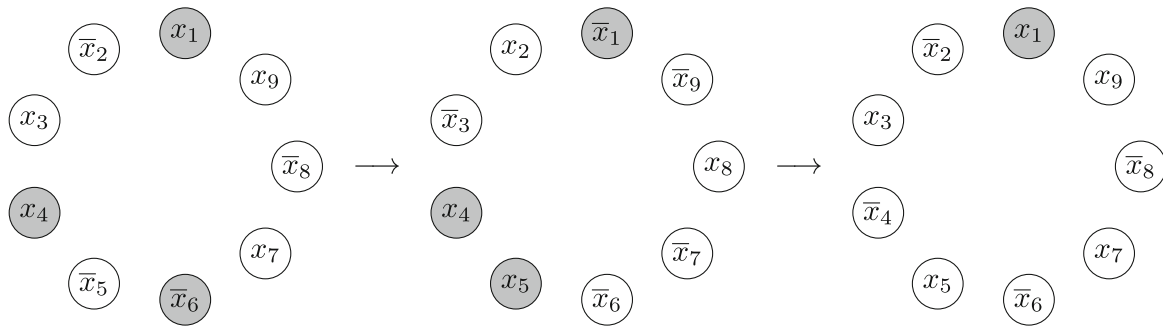 x₁ x̅₂ x₃ x₄ x̅₅ x̅₆ x₇ x̅₈ x₉
⟶
x̅₁ x₂ x̅₃ x₄ x₅ x̅₆ x̅₇ x₈ x̅₉
⟶
x₁ x̅₂ x₃ x̅₄ x₅ x̅₆ x₇ x̅₈ x₉